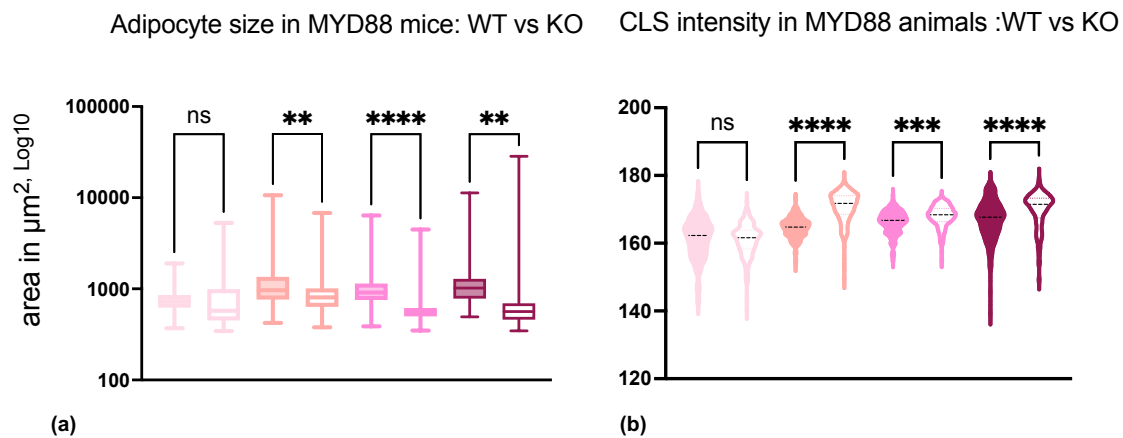 Adipocyte size in MYD88 mice: WT vs KO
CLS intensity in MYD88 animals :WT vs KO
area in μm², Log10
100000
10000
1000
100
ns
**
****
**
(a)
200
180
160
140
120
ns
****
***
****
(b)